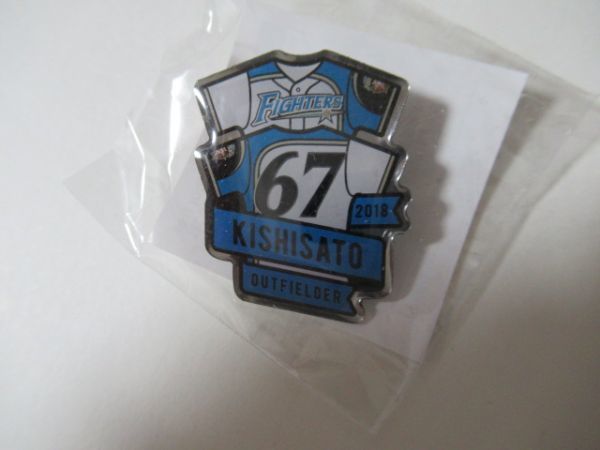 FIGHTERS
67
2018
KISHISATO
OUTFIELDER